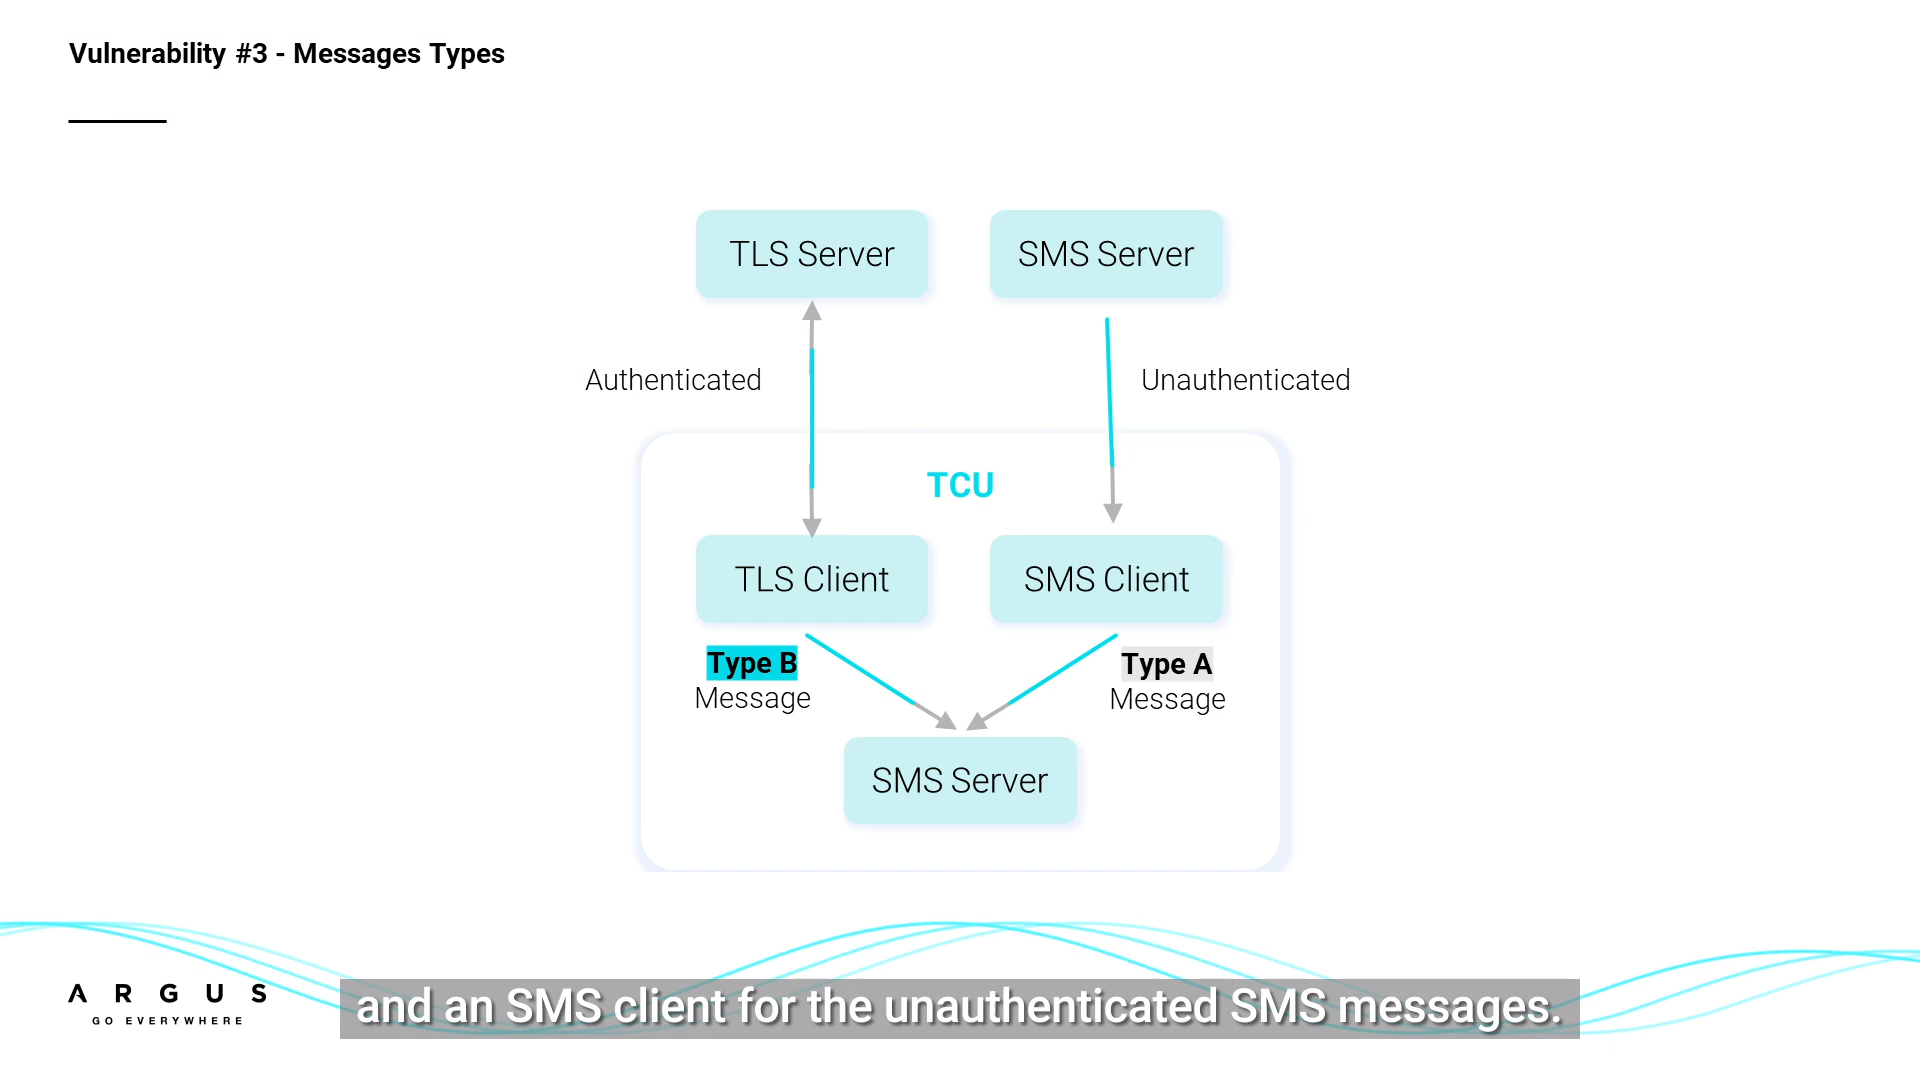 Vulnerability #3 - Messages Types
TLS Server
SMS Server
Authenticated
Unauthenticated
TCU
TLS Client
SMS Client
Type B
Message
Type A
Message
SMS Server
ARGUS
GO EVERYWHERE
and an SMS client for the unauthenticated SMS messages.